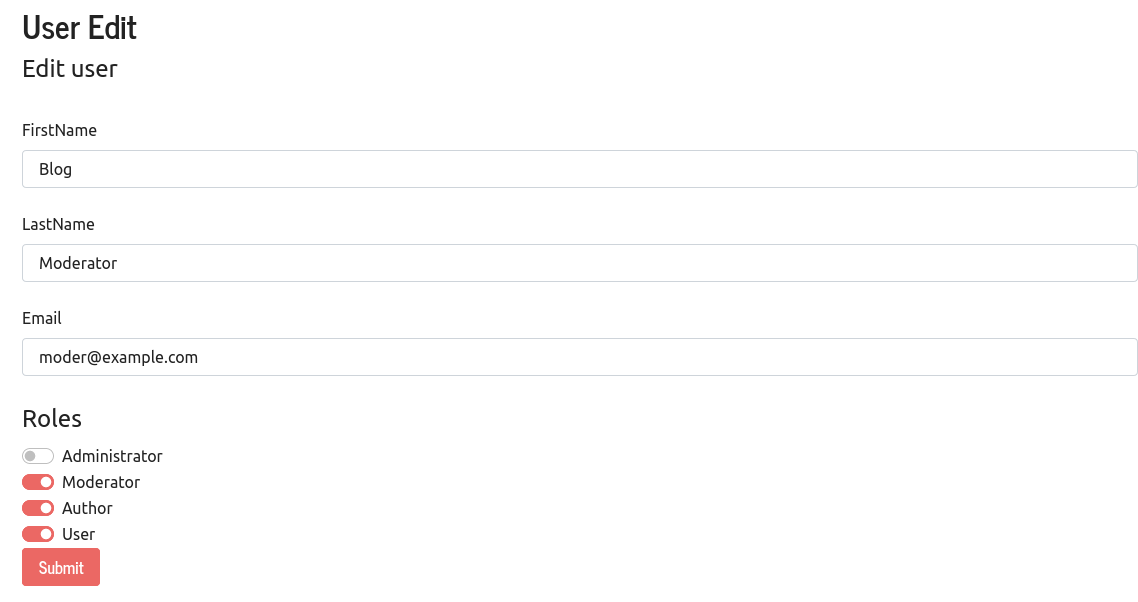 User Edit
Edit user
FirstName
Blog
LastName
Moderator
Email
moder@example.com
Roles
Administrator
Moderator
Author
User
Submit